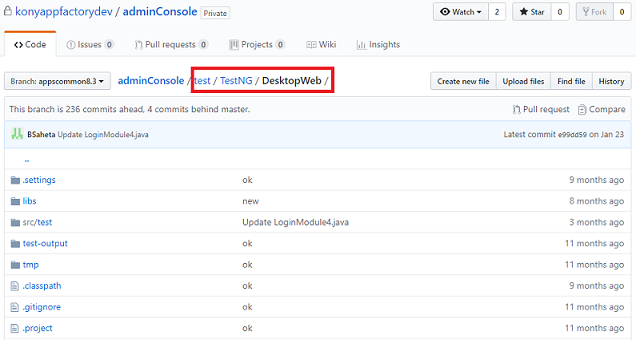 konyappfactorydev / adminConsole Private Watch 2 Star 0 Fork 0
Code Issues 0 Pull requests 0 Projects 0 Wiki Insights
Branch: appscommon8.3 adminConsole / test / TestNG / DesktopWeb / Create new file Upload files Find file History
This branch is 236 commits ahead, 4 commits behind master. Pull request Compare
BSaheta Update LoginModule4.java Latest commit e99dd59 on Jan 23
..
.settings ok 9 months ago
libs new 8 months ago
src/test Update LoginModule4.java 3 months ago
test-output ok 11 months ago
tmp ok 11 months ago
.classpath ok 9 months ago
.gitignore ok 11 months ago
.project ok 11 months ago